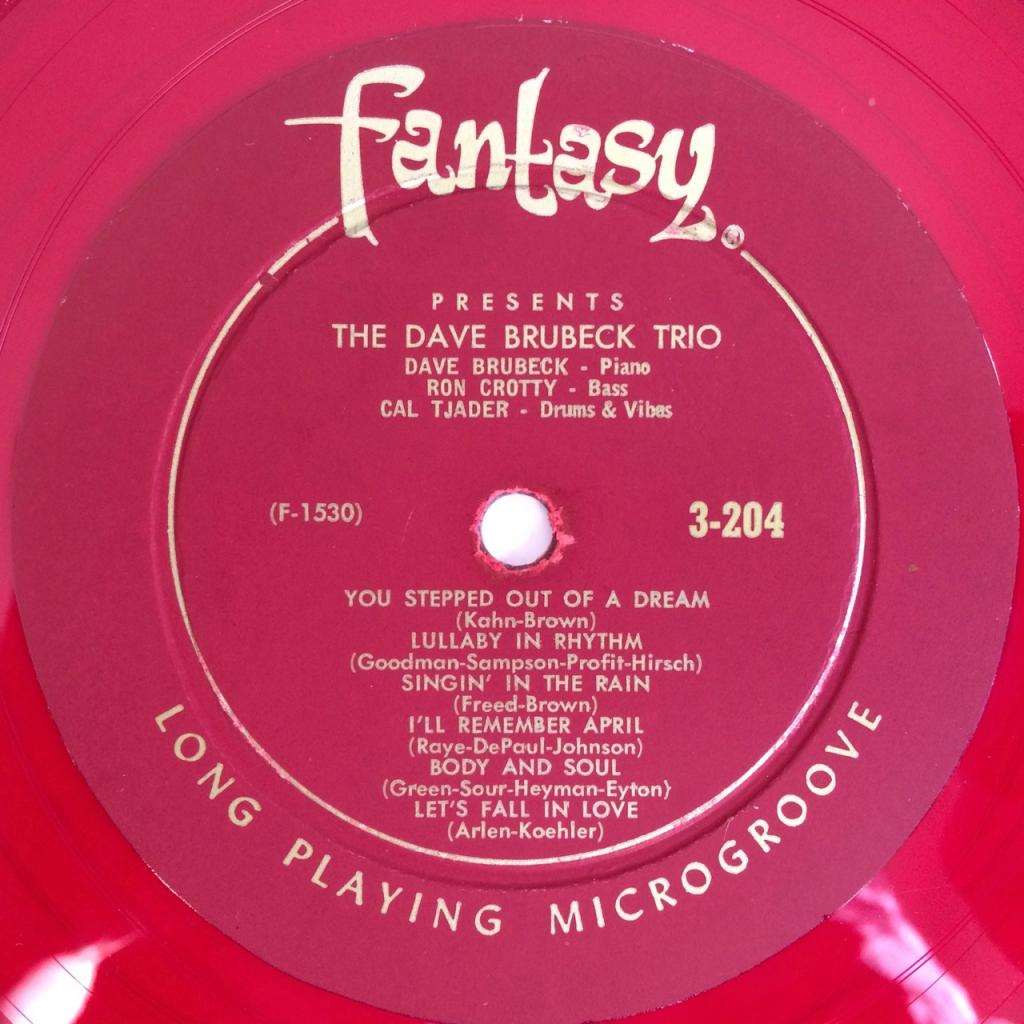 fantasy.
PRESENTS
THE DAVE BRUBECK TRIO
DAVE BRUBECK - Piano
RON CROTTY - Bass
CAL TJADER - Drums & Vibes
(F-1530)
3-204
YOU STEPPED OUT OF A DREAM
(Kahn-Brown)
LULLABY IN RHYTHM
(Goodman-Sampson-Profit-Hirsch)
SINGIN' IN THE RAIN
(Freed-Brown)
I'LL REMEMBER APRIL
(Raye-DePaul-Johnson)
BODY AND SOUL
(Green-Sour-Heyman-Eyton)
LET'S FALL IN LOVE
(Arlen-Koehler)
LONG PLAYING MICROGROOVE